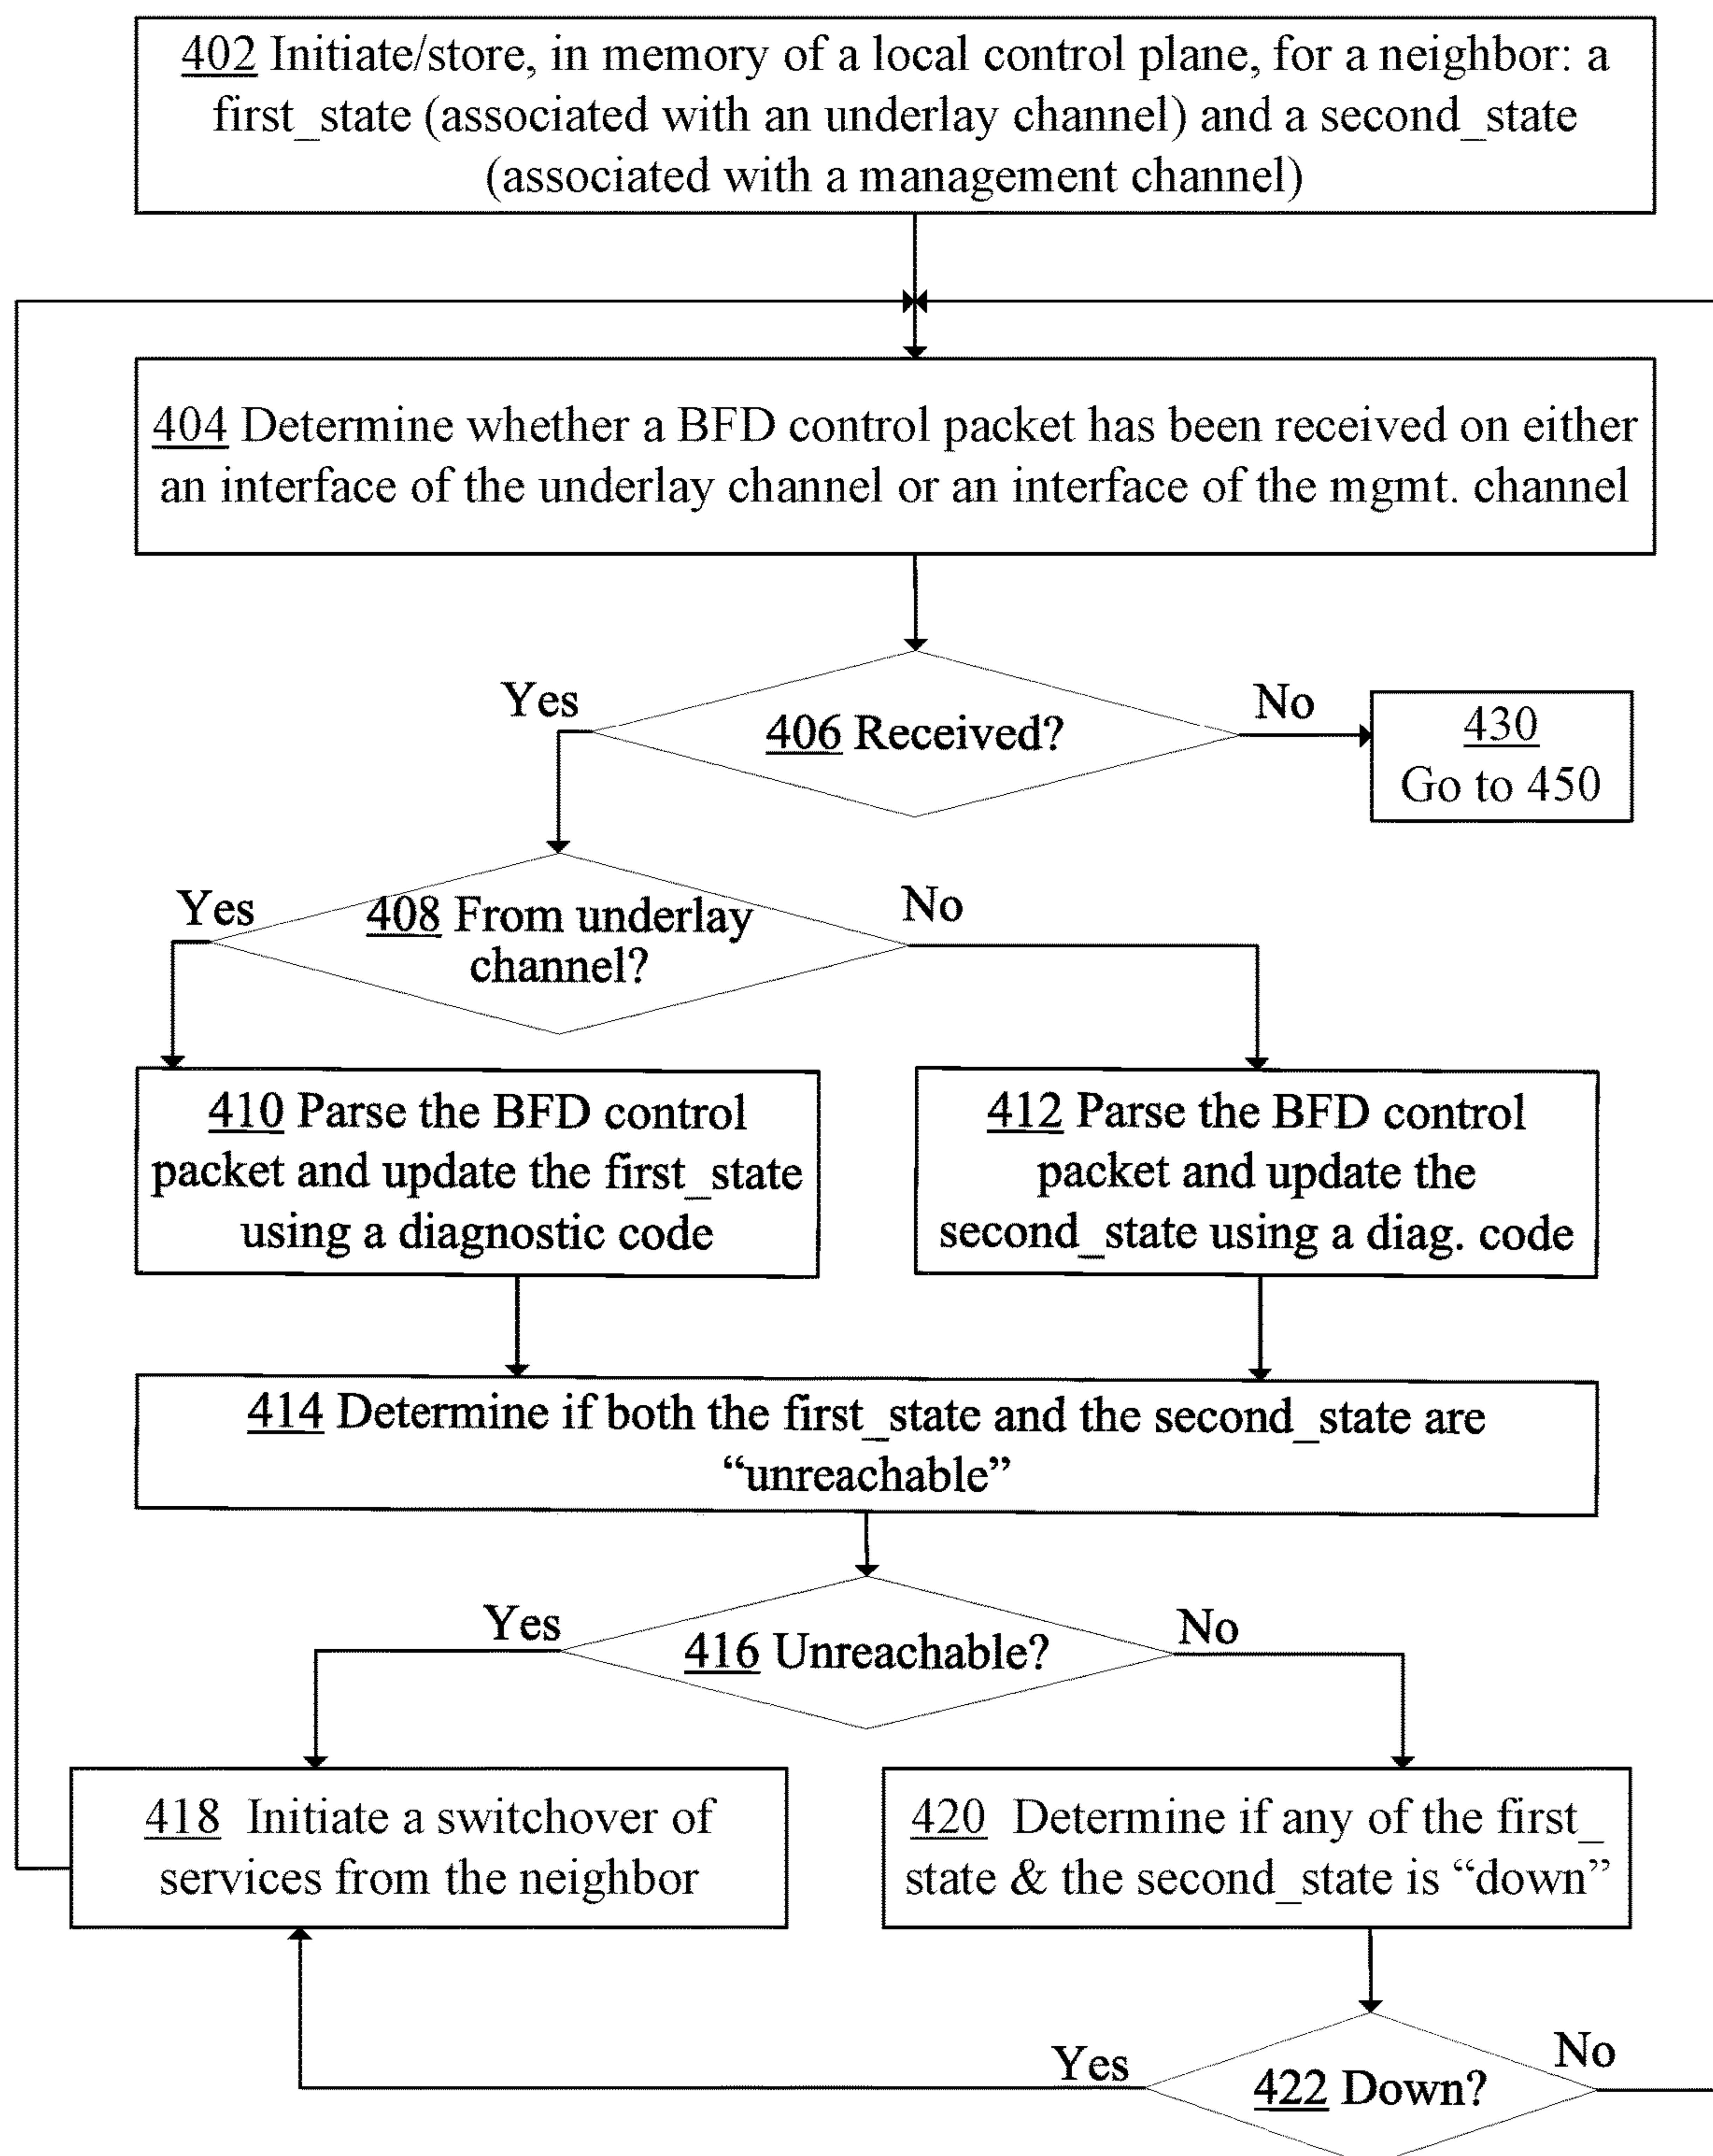 402 Initiate/store, in memory of a local control plane, for a neighbor: a
first_state (associated with an underlay channel) and a second_state
(associated with a management channel)
404 Determine whether a BFD control packet has been received on either
an interface of the underlay channel or an interface of the mgmt. channel
Yes
406 Received?
No
430
Go to 450
Yes
408 From underlay
channel?
No
410 Parse the BFD control
packet and update the first_state
using a diagnostic code
412 Parse the BFD control
packet and update the
second_state using a diag. code
414 Determine if both the first_state and the second_state are
“unreachable”
Yes
416 Unreachable?
No
418 Initiate a switchover of
services from the neighbor
420 Determine if any of the first_
state & the second_state is “down”
Yes
422 Down?
No